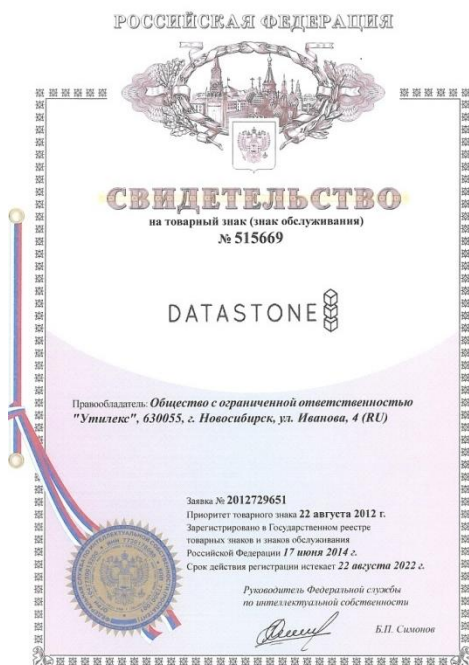 РОССИЙСКАЯ ФЕДЕРАЦИЯ
СВИДЕТЕЛЬСТВО
на товарный знак (знак обслуживания)
№ 515669
DATASTONE
Правообладатель: Общество с ограниченной ответственностью
"Утилекс", 630055, г. Новосибирск, ул. Иванова, 4 (RU)
Заявка № 2012729651
Приоритет товарного знака 22 августа 2012 г.
Зарегистрировано в Государственном реестре
товарных знаков и знаков обслуживания
Российской Федерации 17 июня 2014 г.
Срок действия регистрации истекает 22 августа 2022 г.
Руководитель Федеральной службы
по интеллектуальной собственности
Б.П. Симонов